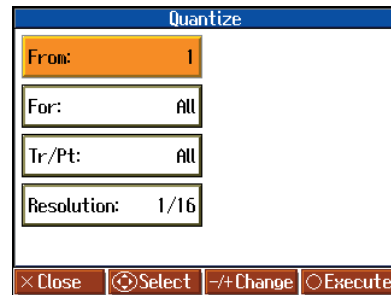 Quantize
From: 1
For: All
Tr/Pt: All
Resolution: 1/16
×Close Select -/+Change ○Execute